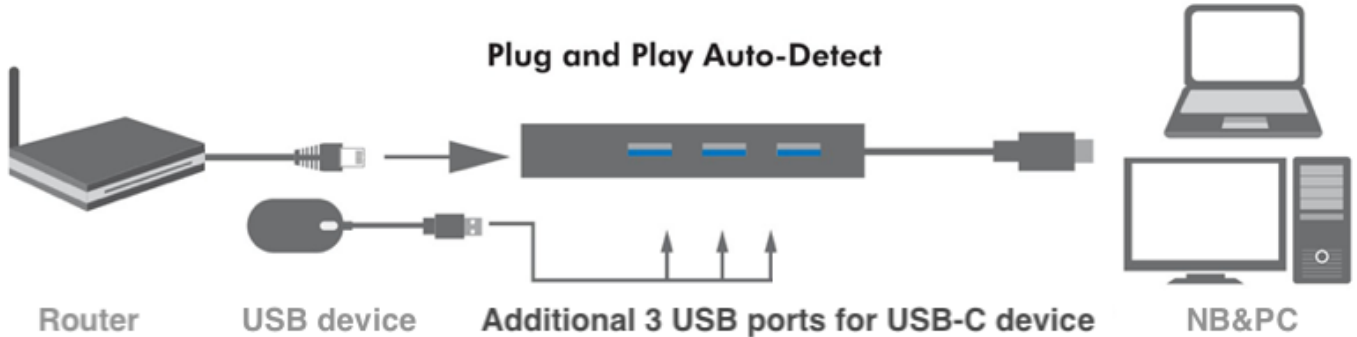 Plug and Play Auto-Detect
Router
USB device
Additional 3 USB ports for USB-C device
NB&PC